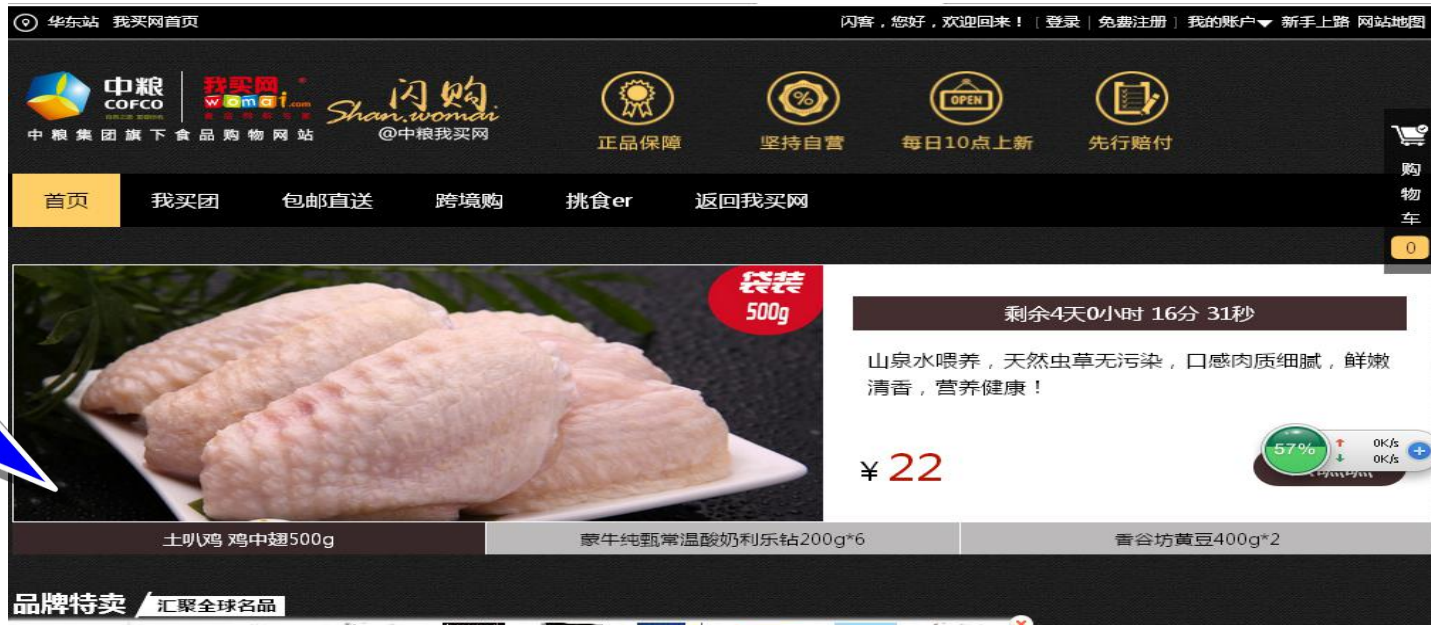 华东站 我买网首页
闪客，您好，欢迎回来！ [ 登录 | 免费注册 ] 我的账户 新手上路 网站地图
中粮
COFCO
我买网
womai.com
中粮集团旗下食品购物网站
闪购
Shan.womai
@中粮我买网
正品保障
%
坚持自营
OPEN
每日10点上新
先行赔付
购物车
0
首页 我买团 包邮直送 跨境购 挑食er 返回我买网
袋装
500g
剩余4天0小时 16分 31秒
山泉水喂养，天然虫草无污染，口感肉质细腻，鲜嫩
清香，营养健康！
¥ 22
57%
0K/s
0K/s
土叭鸡 鸡中翅500g
蒙牛纯甄常温酸奶利乐钻200g*6
香谷坊黄豆400g*2
品牌特卖 汇聚全球名品